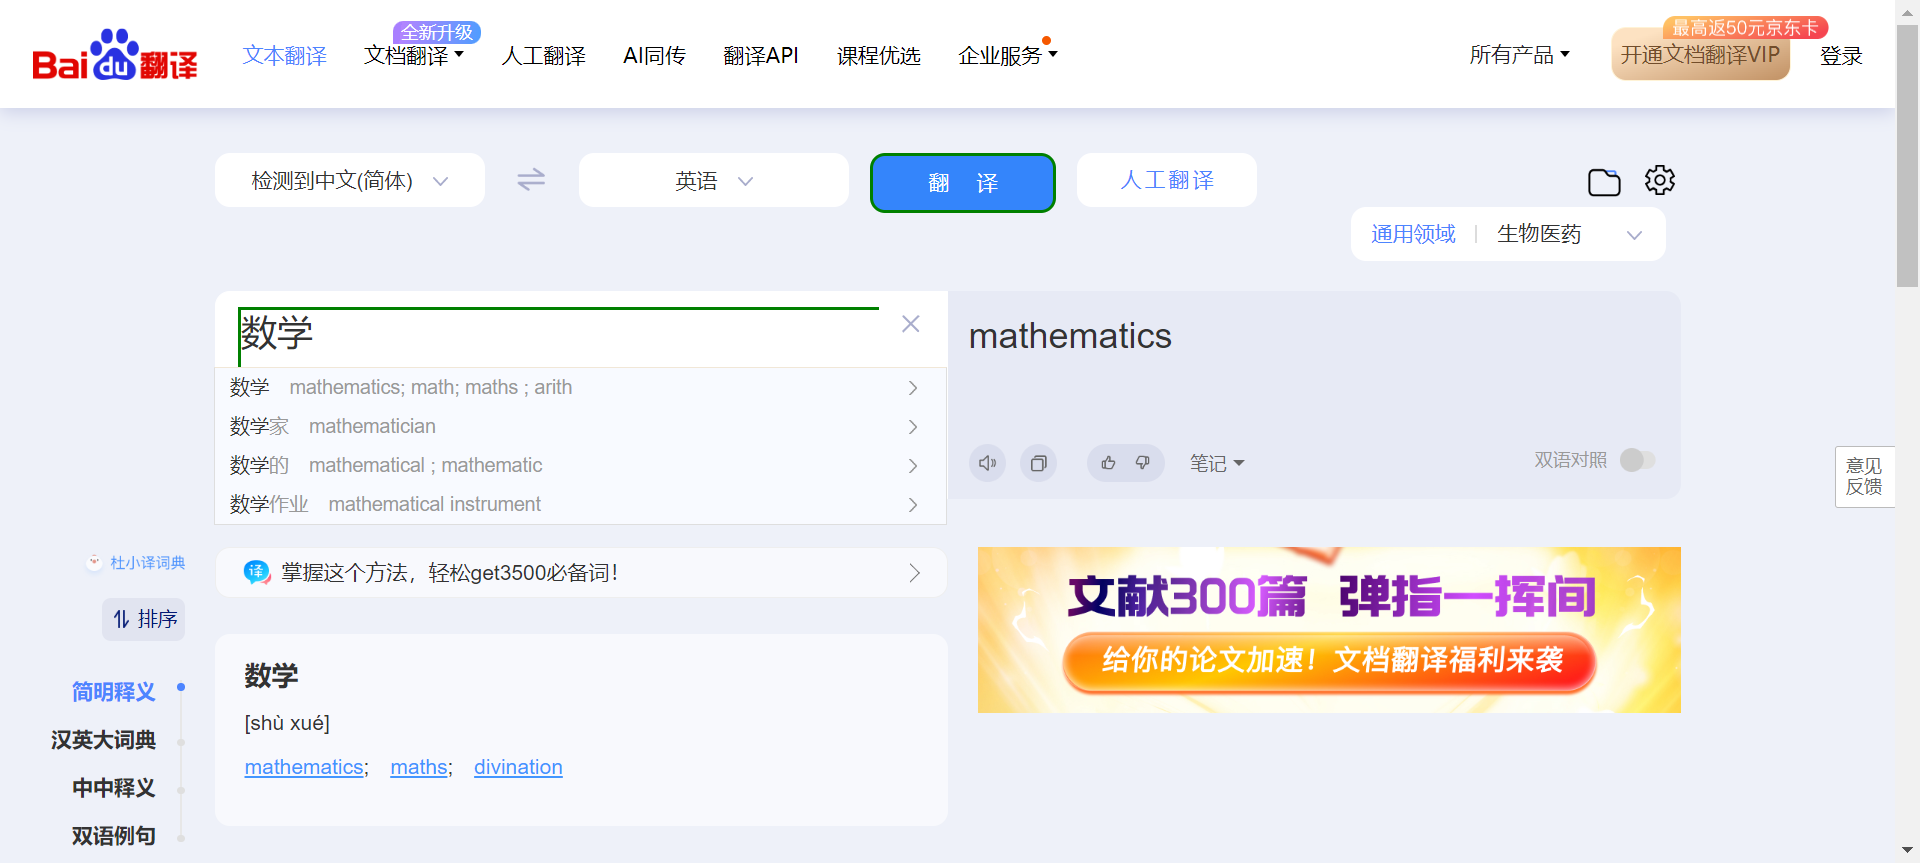 Bai du 翻译
文本翻译
文档翻译
全新升级
人工翻译
AI同传
翻译API
课程优选
企业服务
所有产品
开通文档翻译VIP
最高返50元京东卡
登录
检测到中文(简体)
英语
翻 译
人工翻译
通用领域
生物医药
数学
mathematics
数学 mathematics; math; maths ; arith
数学家 mathematician
数学的 mathematical ; mathematic
数学作业 mathematical instrument
笔记
双语对照
意见
反馈
杜小译词典
排序
简明释义
汉英大词典
中中释义
双语例句
译 掌握这个方法，轻松get3500必备词！
数学
[shù xué]
mathematics; maths; divination
文献300篇 弹指一挥间
给你的论文加速！文档翻译福利来袭